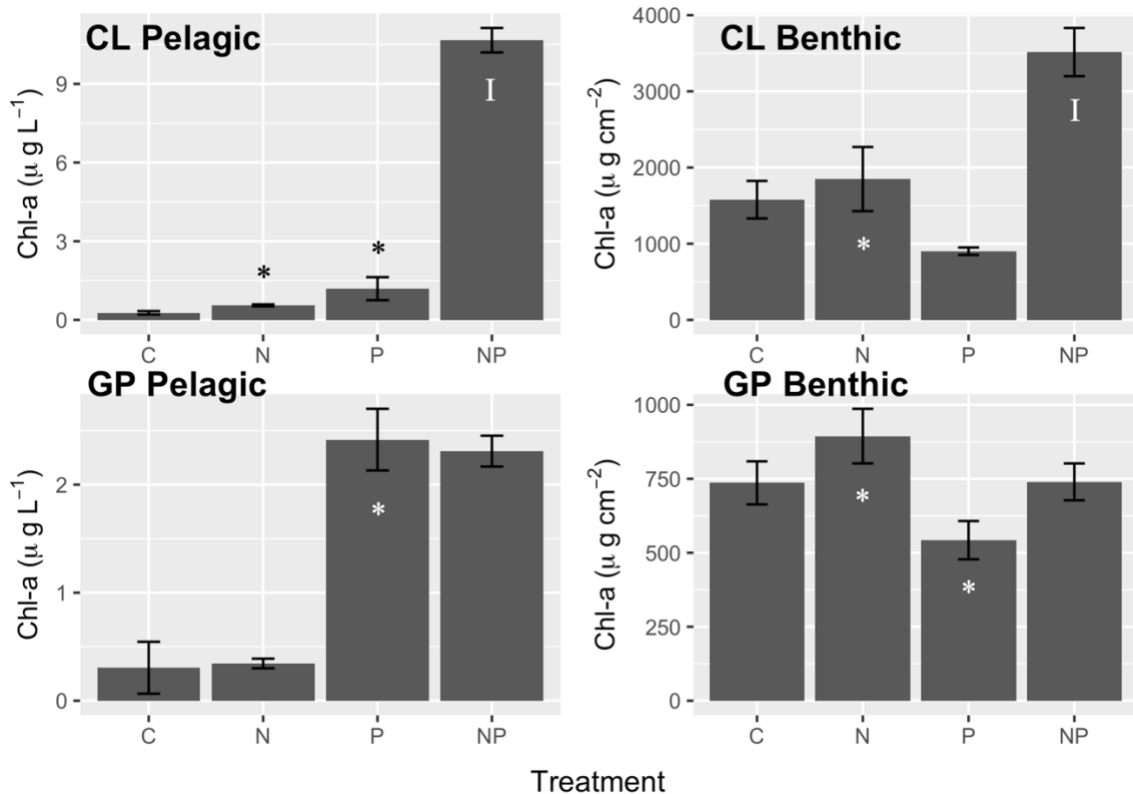 CL Pelagic
Chl-a (μ g L⁻¹)
9
6
3
0
*
*
I
C N P NP
CL Benthic
Chl-a (μ g cm⁻²)
4000
3000
2000
1000
0
*
I
C N P NP
GP Pelagic
Chl-a (μ g L⁻¹)
2
1
0
*
C N P NP
GP Benthic
Chl-a (μ g cm⁻²)
1000
750
500
250
0
*
*
C N P NP
Treatment